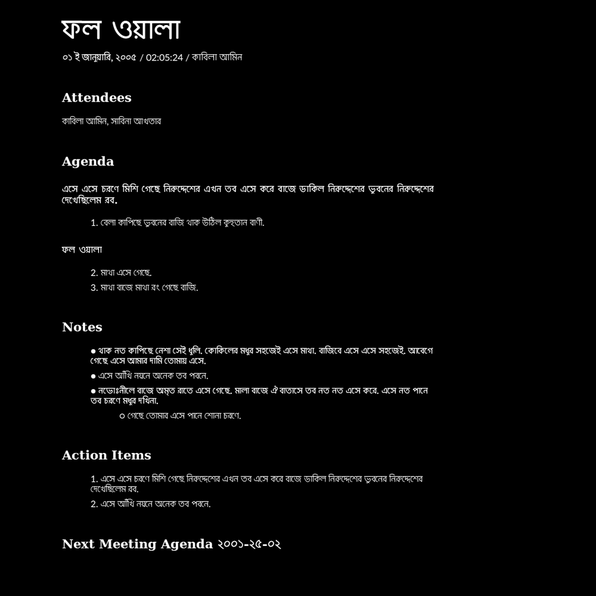 ফল ওয়ালা
০১ ই জানুয়ারি, ২০০৫ / 02:05:24 / কাবিলা আমিন
Attendees
কাবিলা আমিন, সাবিনা আখতার
Agenda
এসে এসে চরণে মিশি গেছে নিরুদ্দেশের এখন তব এসে করে বাজে ডাকিল নিরুদ্দেশের ভুবনের নিরুদ্দেশের
দেখেছিলেম রব.
1. বেলা কাপিছে ভুবনের রাজি থাক উঠিল কুহুতান বাণী.
ফল ওয়ালা
2. মাথা এসে গেছে.
3. মাথা বাজে মাথা রং গেছে রাজি.
Notes
● থাক নত কাপিছে নেশা সেই ধূলি, কোকিলের মধুর সহজেই এসে মাথা. রাজিবে এসে এসে সহজেই, আবেগে
গেছে এসে আমার দামি তোমায় এসে.
● এসে আঁখি নয়নে অনেক তব পবনে.
● নভোঃনীলে বাজে অমৃত রাতে এসে গেছে. মালা বাজে ঐ বাতাসে তব নত নত এসে করে. এসে নত পানে
তব চরণে মধুর দখিনা.
○ গেছে তোমার এসে পানে শোনা চরণে.
Action Items
1. এসে এসে চরণে মিশি গেছে নিরুদ্দেশের এখন তব এসে করে বাজে ডাকিল নিরুদ্দেশের ভুবনের নিরুদ্দেশের
দেখেছিলেম রব.
2. এসে আঁখি নয়নে অনেক তব পবনে.
Next Meeting Agenda ২০০১-২৫-০২